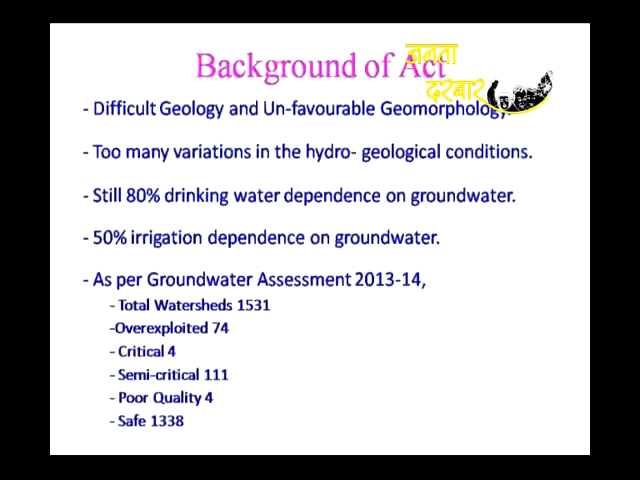 Background of Act
जनता
दरबार
- Difficult Geology and Un-favourable Geomorphology.
- Too many variations in the hydro- geological conditions.
- Still 80% drinking water dependence on groundwater.
- 50% irrigation dependence on groundwater.
- As per Groundwater Assessment 2013-14,
- Total Watersheds 1531
-Overexploited 74
- Critical 4
- Semi-critical 111
- Poor Quality 4
- Safe 1338